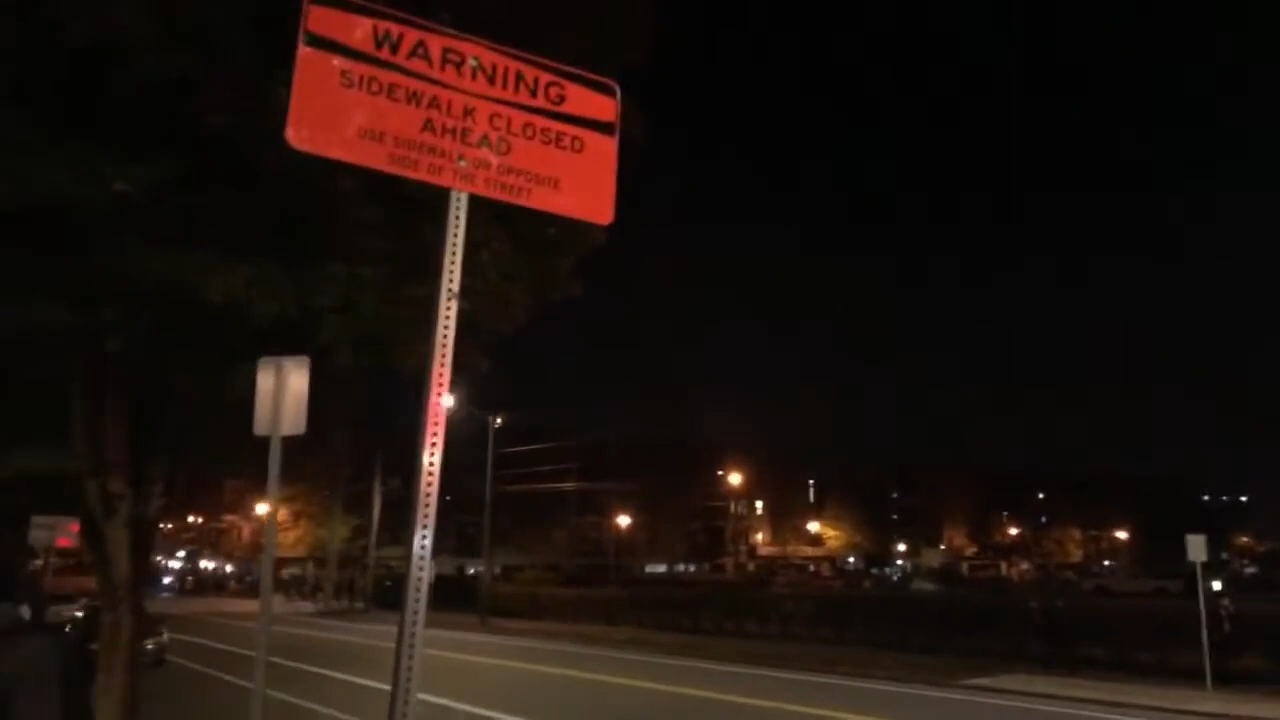 WARNING
SIDEWALK CLOSED
AHEAD
USE SIDEWALK ON OPPOSITE
SIDE OF THE STREET